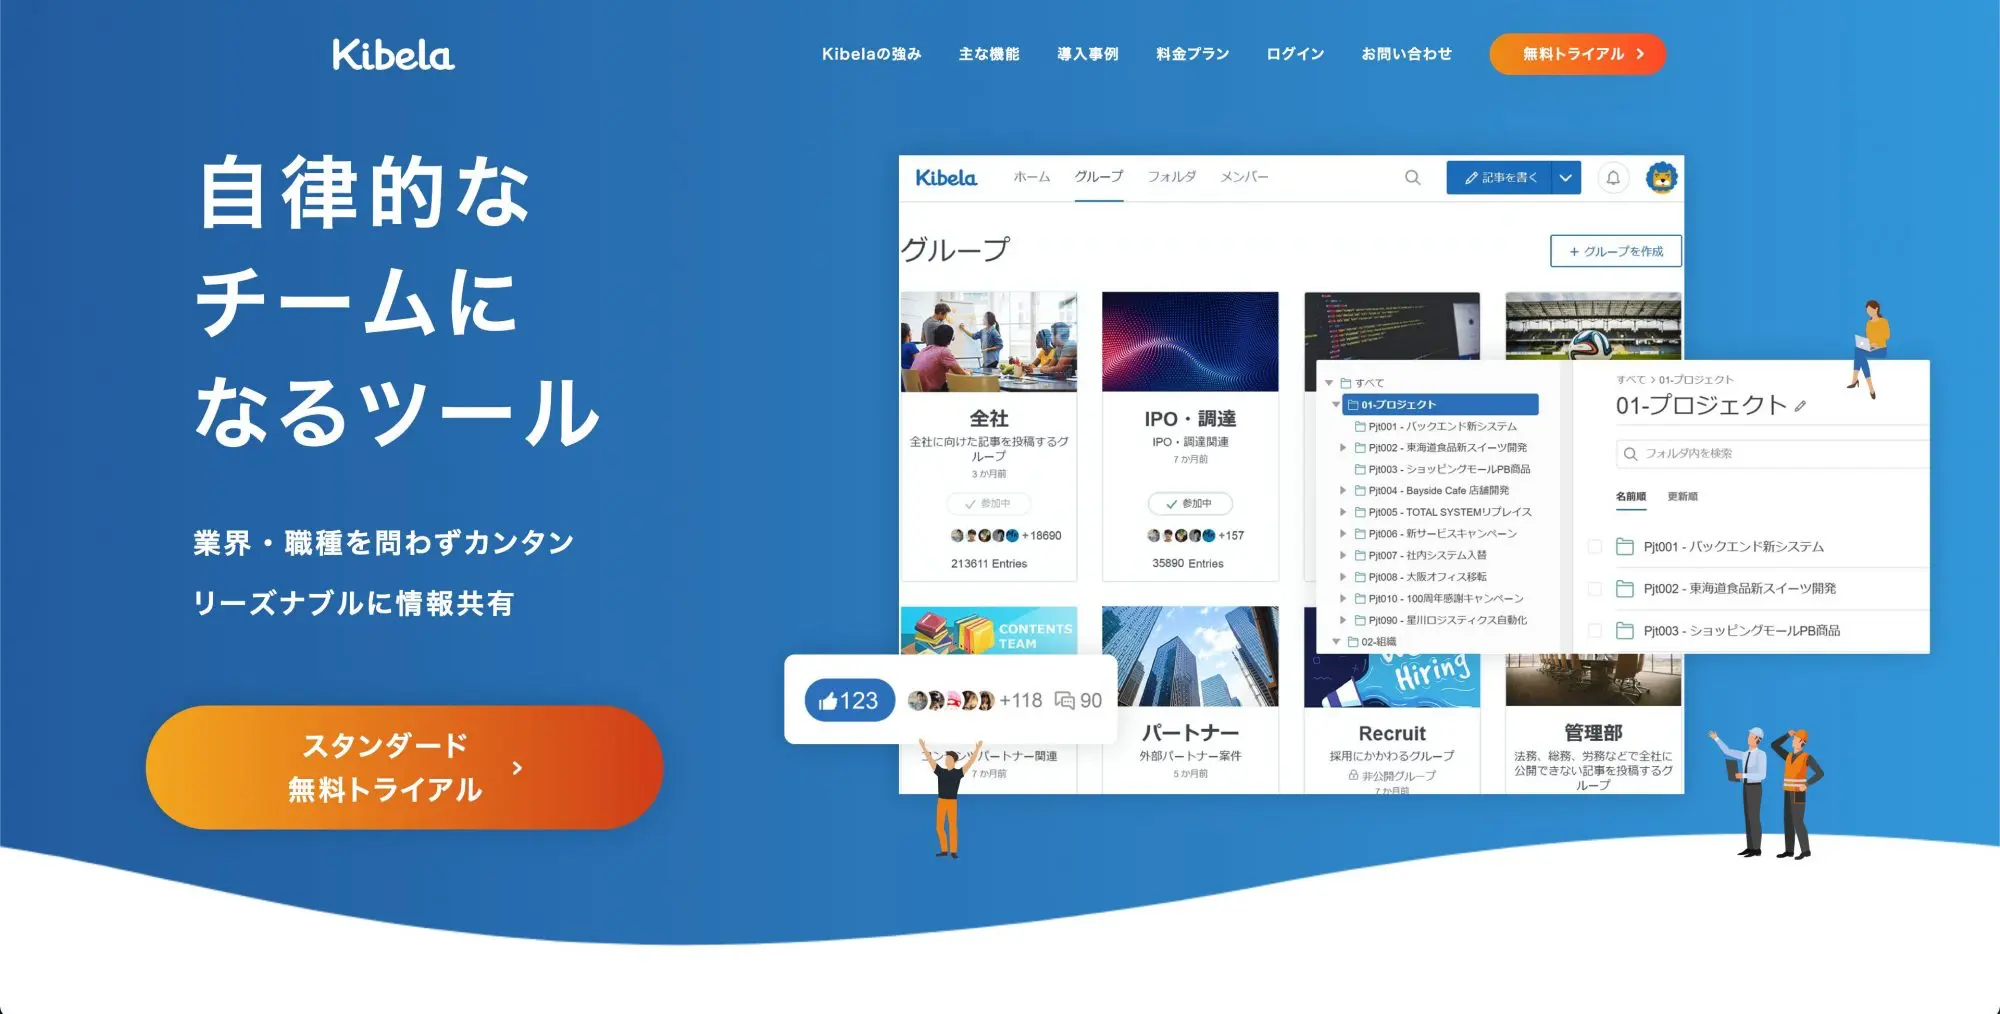 Kibela
Kibelaの強み
主な機能
導入事例
料金プラン
ログイン
お問い合わせ
無料トライアル
自律的な
チームに
なるツール
業界・職種を問わずカンタン
リーズナブルに情報共有
スタンダード
無料トライアル
Kibela
ホーム
グループ
フォルダ
メンバー
記事を書く
グループ
+ グループを作成
全社
全社に向けた記事を投稿するグ
ループ
3 か月前
参加中
+18690
213611 Entries
IPO・調達
IPO・調達関連
7 か月前
参加中
+157
35890 Entries
すべて
01-プロジェクト
Pjt001 - バックエンド新システム
Pjt002 - 東海道食品新スイーツ開発
Pjt003 - ショッピングモールPB商品
Pjt004 - Bayside Cafe 店舗開発
Pjt005 - TOTAL SYSTEMリプレイス
Pjt006 - 新サービスキャンペーン
Pjt007 - 社内システム入替
Pjt008 - 大阪オフィス移転
Pjt010 - 100周年感謝キャンペーン
Pjt090 - 星川ロジスティクス自動化
02-組織
すべて > 01-プロジェクト
01-プロジェクト
フォルダ内を検索
名前順
更新順
Pjt001 - バックエンド新システム
Pjt002 - 東海道食品新スイーツ開発
Pjt003 - ショッピングモールPB商品
CONTENTS
TEAM
123
+118
90
パートナー関連
7 か月前
パートナー
外部パートナー案件
5 か月前
Hiring
Recruit
採用にかかわるグループ
非公開グループ
7 か月前
管理部
法務、総務、労務などで全社に
公開できない記事を投稿するグ
ループ